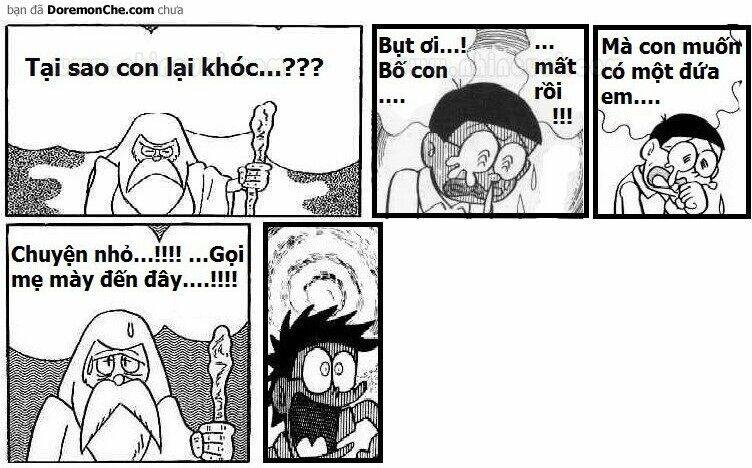 bạn đã DoremonChe.com chưa
Tại sao con lại khóc...???
Bụt ơi...!
Bố con
....
...
mất
rồi
!!!
Mà con muốn
có một đứa
em....
Chuyện nhỏ...!!!! ...Gọi
mẹ mày đến đây....!!!!